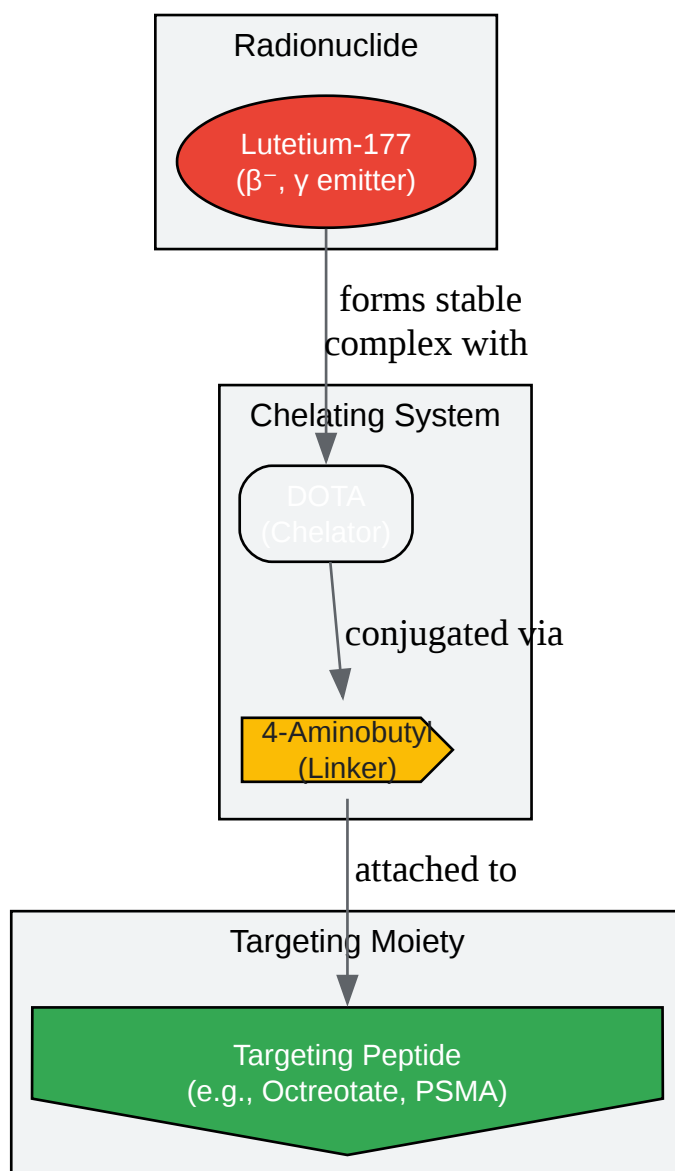 Radionuclide
Lutetium-177
(β⁻, γ emitter)
forms stable
complex with
Chelating System
DOTA
(Chelator)
conjugated via
4-Aminobutyl
(Linker)
attached to
Targeting Moiety
Targeting Peptide
(e.g., Octreotate, PSMA)